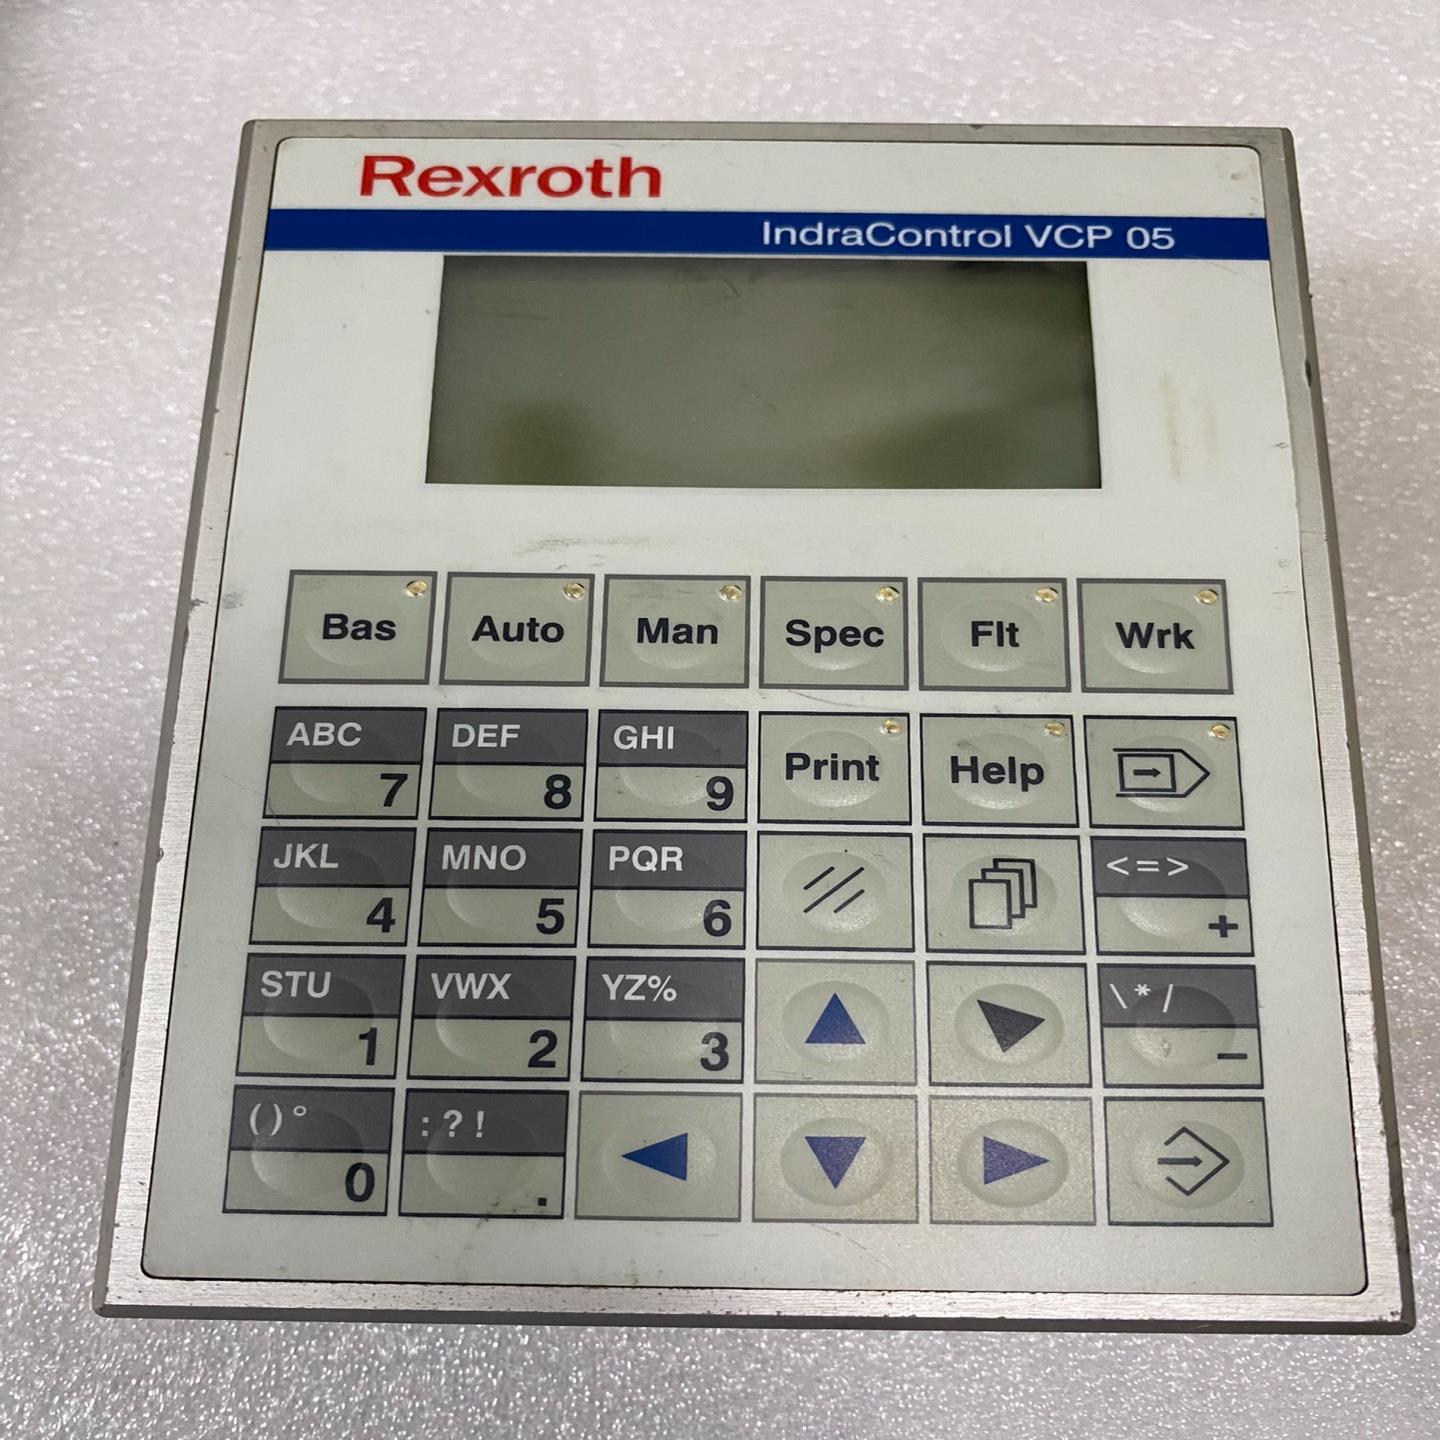 Rexroth
IndraControl VCP 05
Bas Auto Man Spec Flt Wrk
ABC DEF GHI
7 8 9 Print Help
JKL MNO PQR <=>
4 5 6 +
STU VWX YZ% \*/
1 2 3 −
()° :?!
0 .